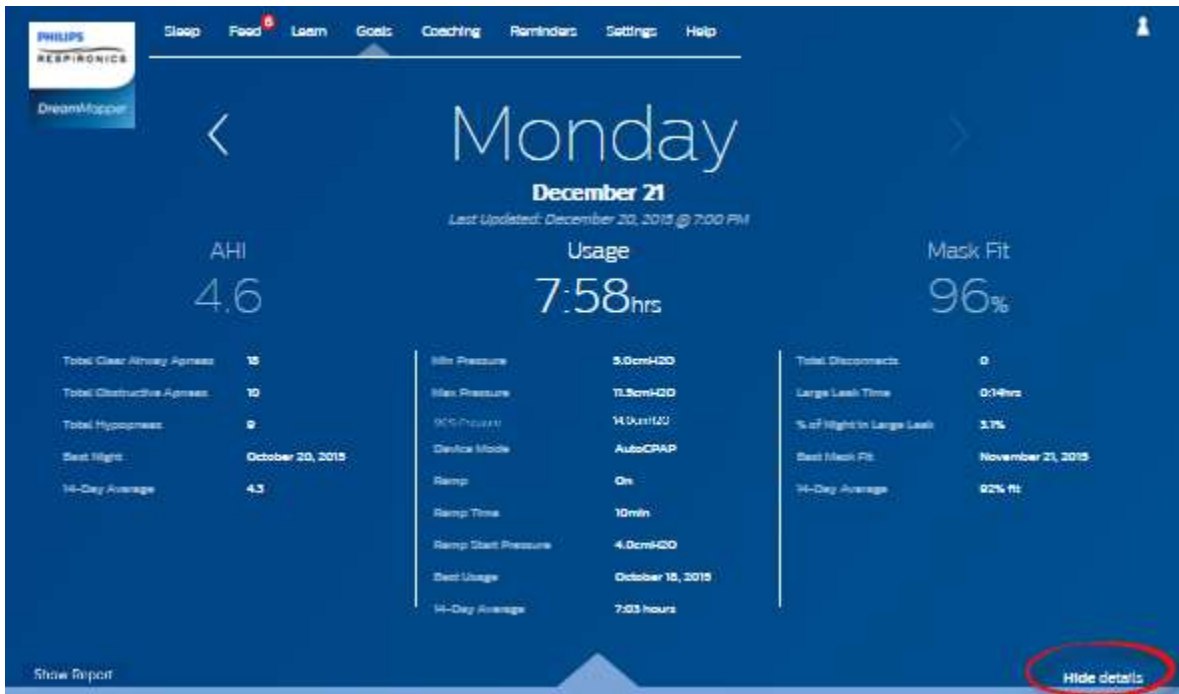 PHILIPS
RESPIRONICS
DreamMapper
Sleep Feed 6 Learn Goals Coaching Reminders Settings Help
Monday
December 21
Last Updated: December 20, 2015 @ 7:00 PM
AHI
4.6
Total Clear Airway Apneas 18
Total Obstructive Apneas 10
Total Hypopneas 9
Best Night October 20, 2015
14-Day Average 4.3
Usage
7:58hrs
Min Pressure 5.0cmH2O
Max Pressure 11.5cmH2O
90% Pressure 14.0cmH2O
Device Mode AutoCPAP
Ramp On
Ramp Time 10min
Ramp Start Pressure 4.0cmH2O
Best Usage October 18, 2015
14-Day Average 7:03 hours
Mask Fit
96%
Total Disconnects 0
Large Leak Time 0:14hrs
% of Night in Large Leak 3.1%
Best Mask Fit November 21, 2015
14-Day Average 92% fit
Show Report
Hide details